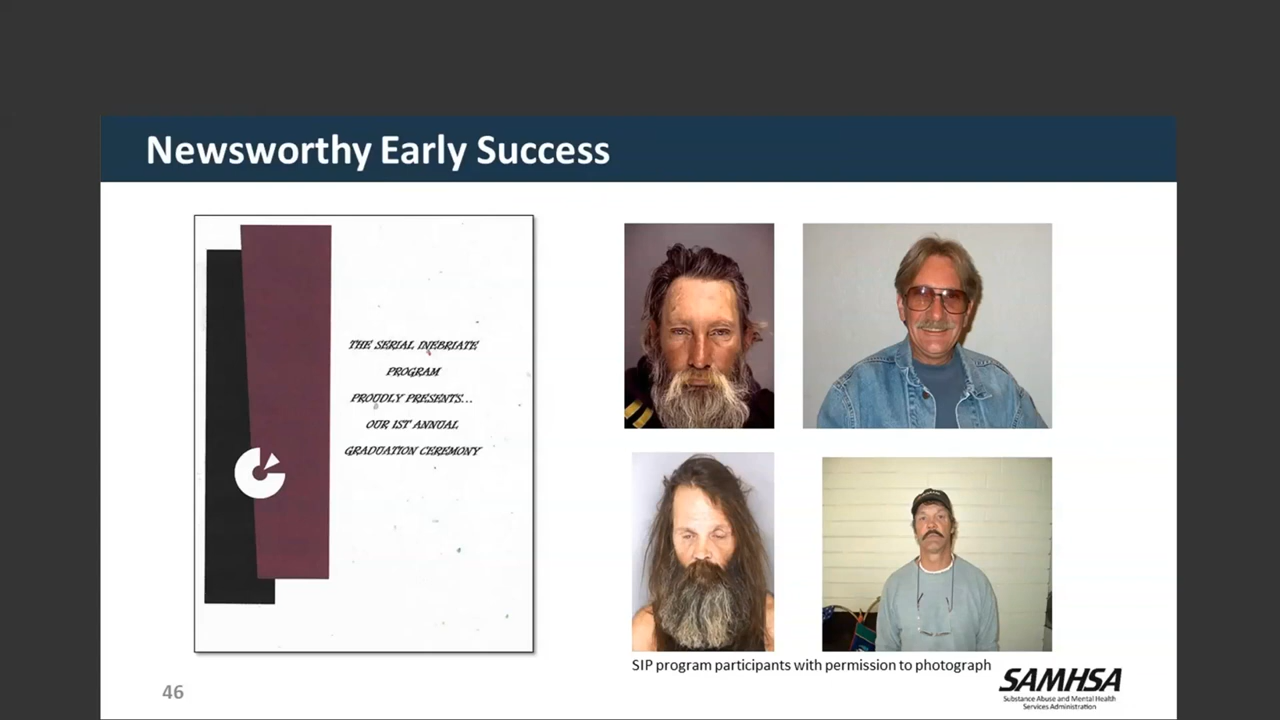 Newsworthy Early Success
THE SERIAL INEBRIATE
PROGRAM
PROUDLY PRESENTS...
OUR 1ST ANNUAL
GRADUATION CEREMONY
SIP program participants with permission to photograph
46
SAMHSA
Substance Abuse and Mental Health
Services Administration